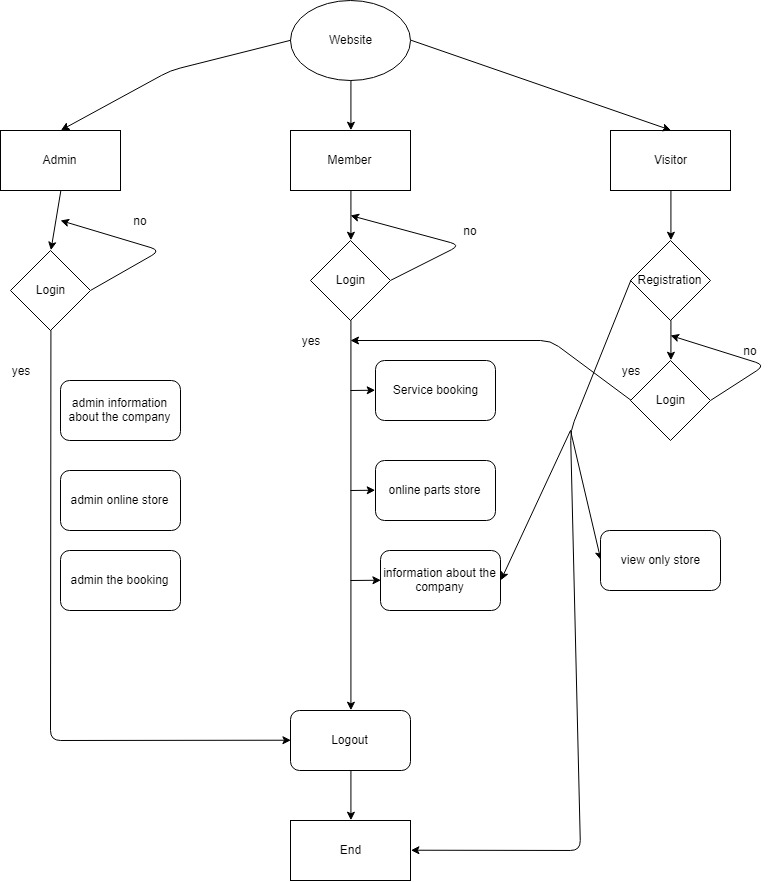 Website
Admin
Member
Visitor
no
no
Login
Login
Registration
yes
yes
yes
no
Login
admin information
about the company
Service booking
admin online store
online parts store
admin the booking
information about the
company
view only store
Logout
End